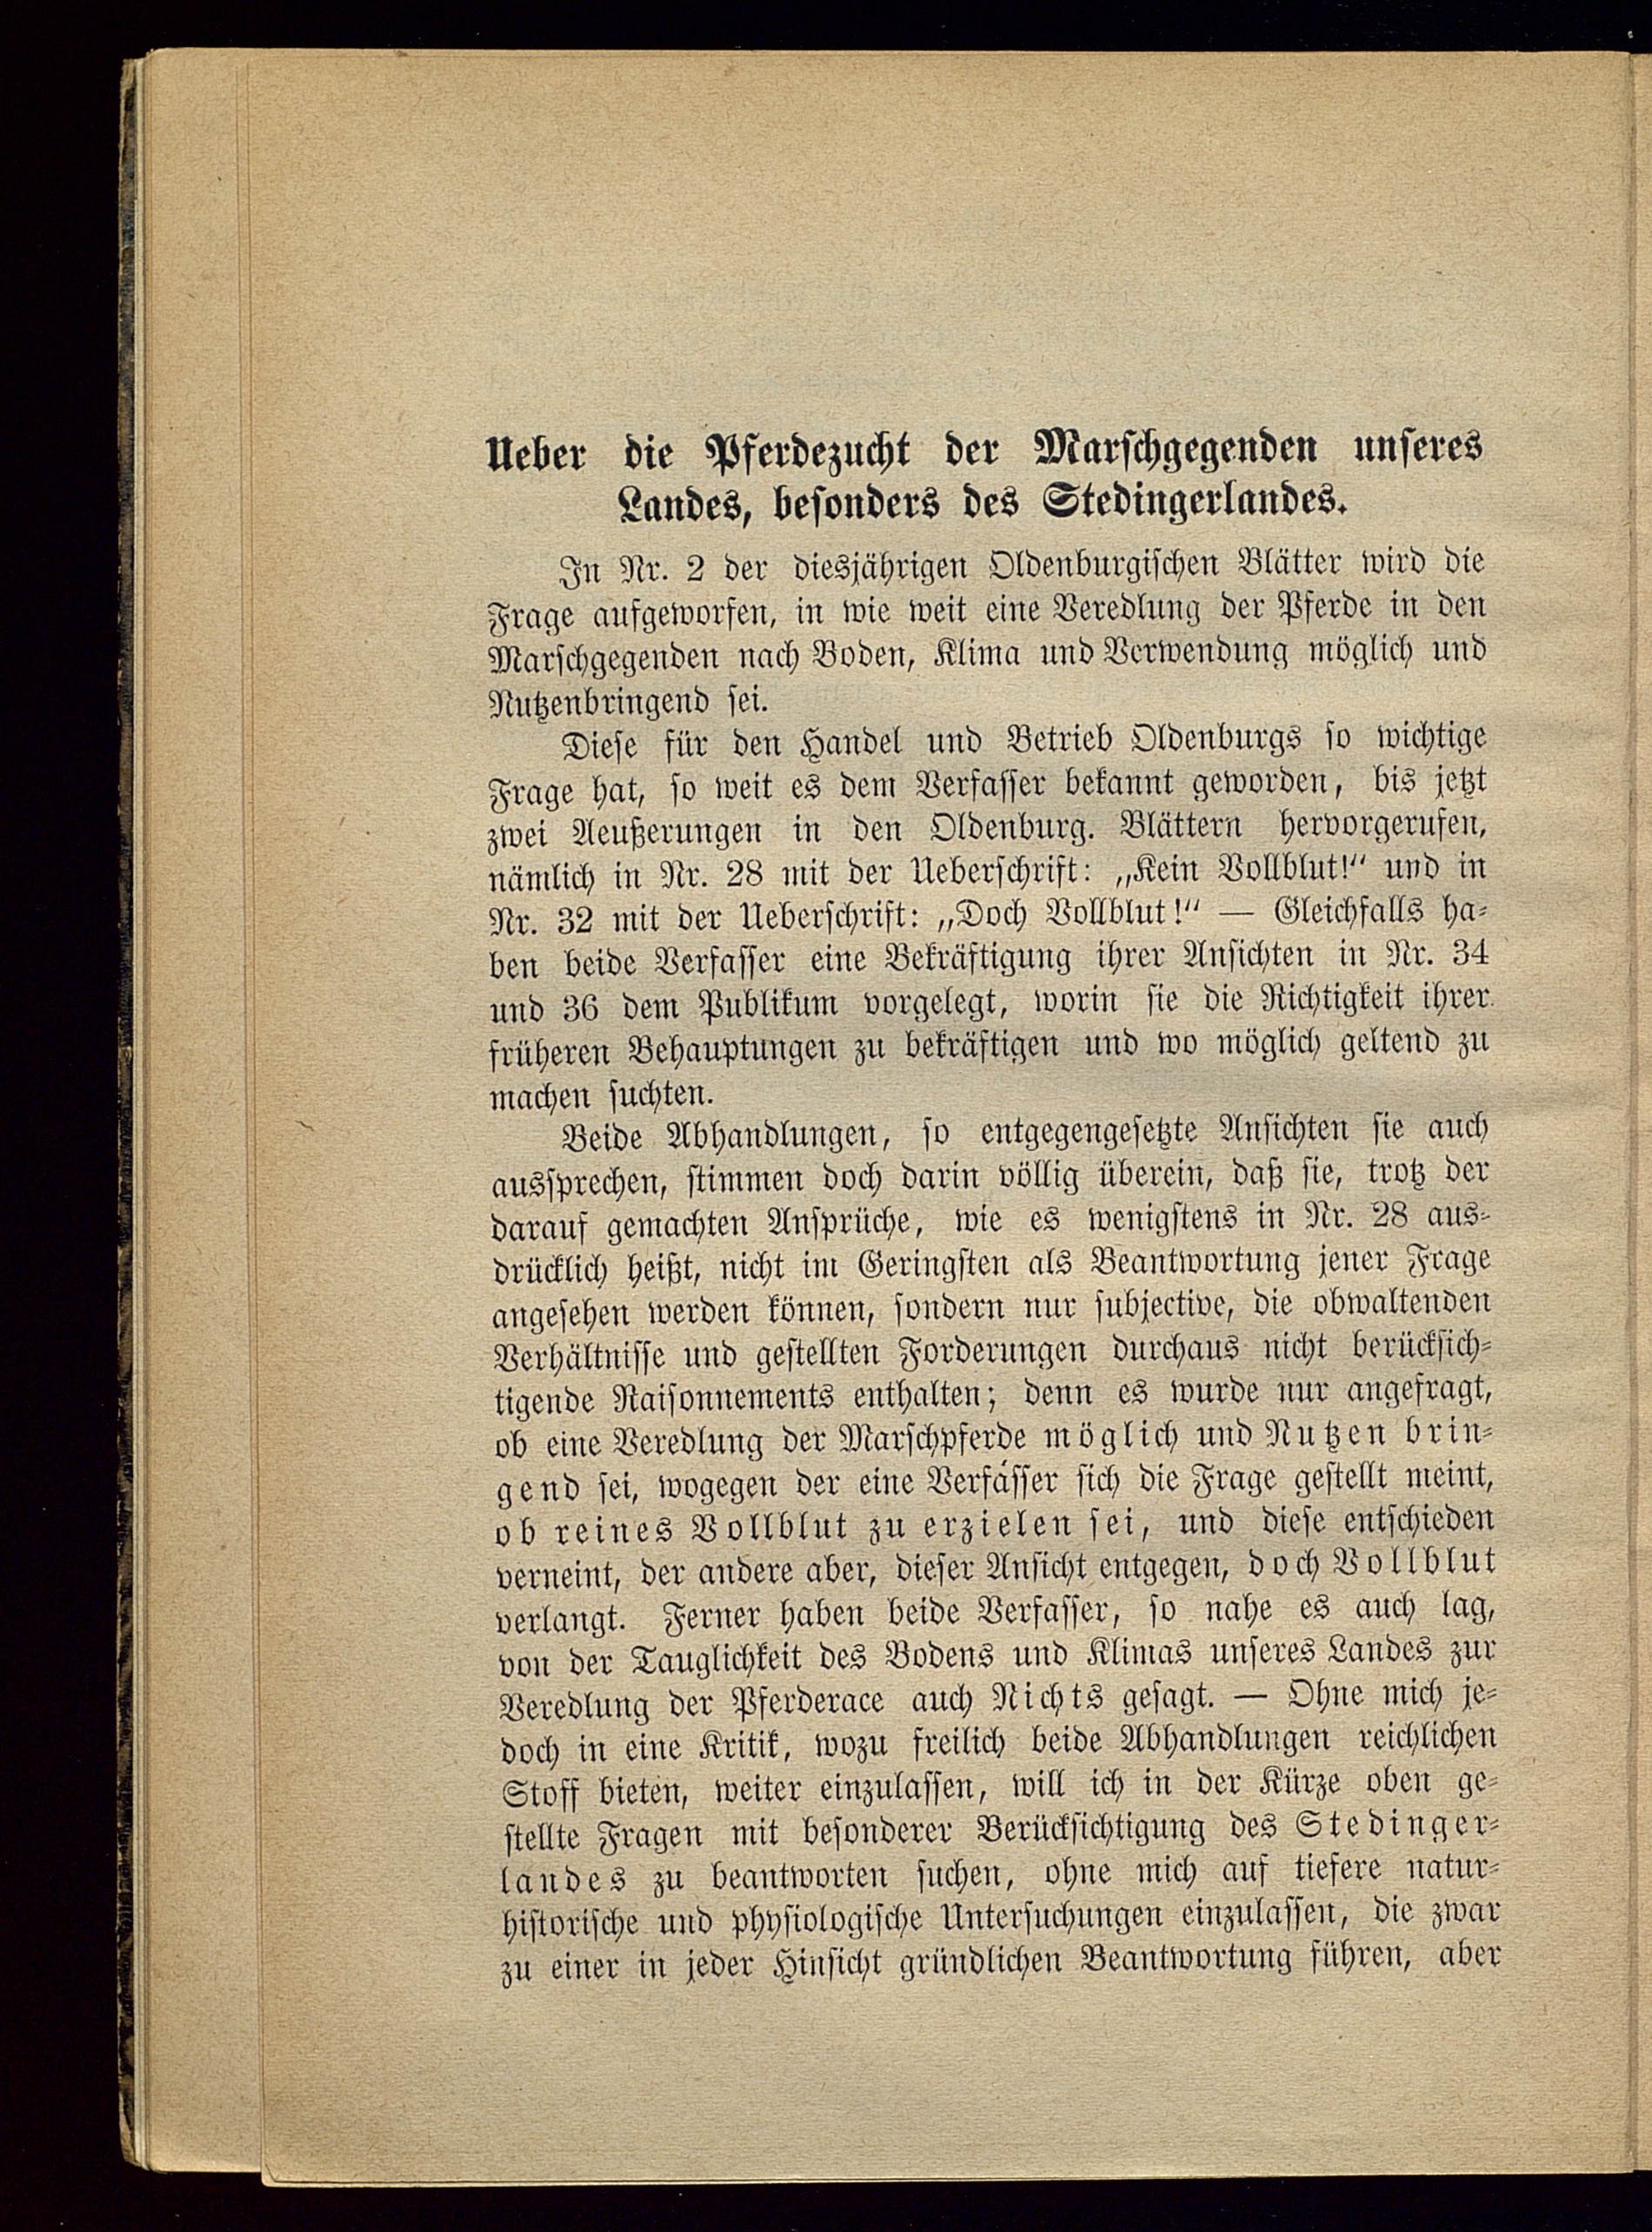 Ueber die Pferdezucht der Marschgegenden unseres
Landes, besonders des Stedingerlandes.
In Nr. 2 der diesjährigen Oldenburgischen Blätter wird die
Frage aufgeworfen, in wie weit eine Veredlung der Pferde in den
Marschgegenden nach Boden, Klima und Verwendung möglich und
Nutzenbringend sei.
Diese für den Handel und Betrieb Oldenburgs so wichtige
Frage hat, so weit es dem Verfasser bekannt geworden, bis jetzt
zwei Aeußerungen in den Oldenburg. Blättern hervorgerufen,
nämlich in Nr. 28 mit der Ueberschrift: „Kein Vollblut!“ und in
Nr. 32 mit der Ueberschrift: „Doch Vollblut!“ — Gleichfalls ha-
ben beide Verfasser eine Bekräftigung ihrer Ansichten in Nr. 34
und 36 dem Publikum vorgelegt, worin sie die Richtigkeit ihrer
früheren Behauptungen zu bekräftigen und wo möglich geltend zu
machen suchten.
Beide Abhandlungen, so entgegengesetzte Ansichten sie auch
aussprechen, stimmen doch darin völlig überein, daß sie, trotz der
darauf gemachten Ansprüche, wie es wenigstens in Nr. 28 aus-
drücklich heißt, nicht im Geringsten als Beantwortung jener Frage
angesehen werden können, sondern nur subjective, die obwaltenden
Verhältnisse und gestellten Forderungen durchaus nicht berücksich-
tigende Raisonnements enthalten; denn es wurde nur angefragt,
ob eine Veredlung der Marschpferde möglich und Nutzen brin-
gend sei, wogegen der eine Verfasser sich die Frage gestellt meint,
ob reines Vollblut zu erzielen sei, und diese entschieden
verneint, der andere aber, dieser Ansicht entgegen, doch Vollblut
verlangt. Ferner haben beide Verfasser, so nahe es auch lag,
von der Tauglichkeit des Bodens und Klimas unseres Landes zur
Veredlung der Pferderace auch Nichts gesagt. — Ohne mich je-
doch in eine Kritik, wozu freilich beide Abhandlungen reichlichen
Stoff bieten, weiter einzulassen, will ich in der Kürze oben ge-
stellte Fragen mit besonderer Berücksichtigung des Stedinger-
landes zu beantworten suchen, ohne mich auf tiefere natur-
historische und physiologische Untersuchungen einzulassen, die zwar
zu einer in jeder Hinsicht gründlichen Beantwortung führen, aber